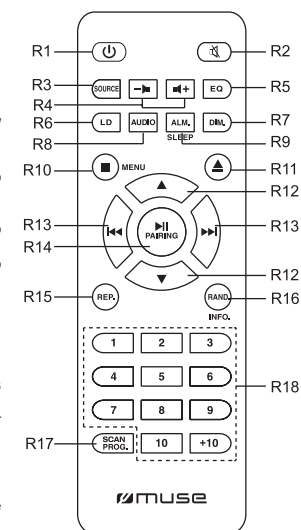 R1 R2
R3 SOURCE EQ R5
R4
R6 LD AUDIO ALM. DIM. R7
R8 SLEEP R9
R10 MENU R11
R12
R13 R13
R14 PAIRING
R12
R15 REP. RAND. R16
INFO.
1 2 3
4 5 6
R18
7 8 9
R17 SCAN PROG. 10 +10
muse